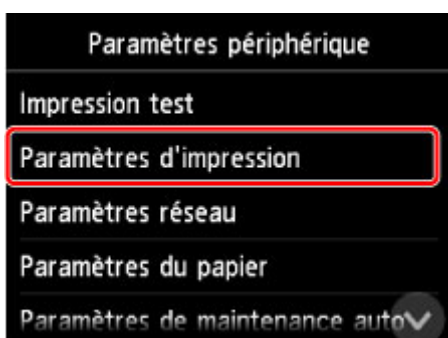 Paramètres périphérique
Impression test
Paramètres d'impression
Paramètres réseau
Paramètres du papier
Paramètres de maintenance auto